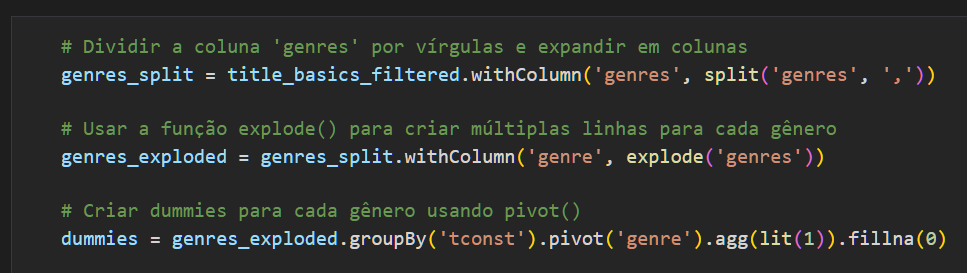 # Dividir a coluna 'genres' por vírgulas e expandir em colunas
genres_split = title_basics_filtered.withColumn('genres', split('genres', ','))
# Usar a função explode() para criar múltiplas linhas para cada gênero
genres_exploded = genres_split.withColumn('genre', explode('genres'))
# Criar dummies para cada gênero usando pivot()
dummies = genres_exploded.groupBy('tconst').pivot('genre').agg(lit(1)).fillna(0)